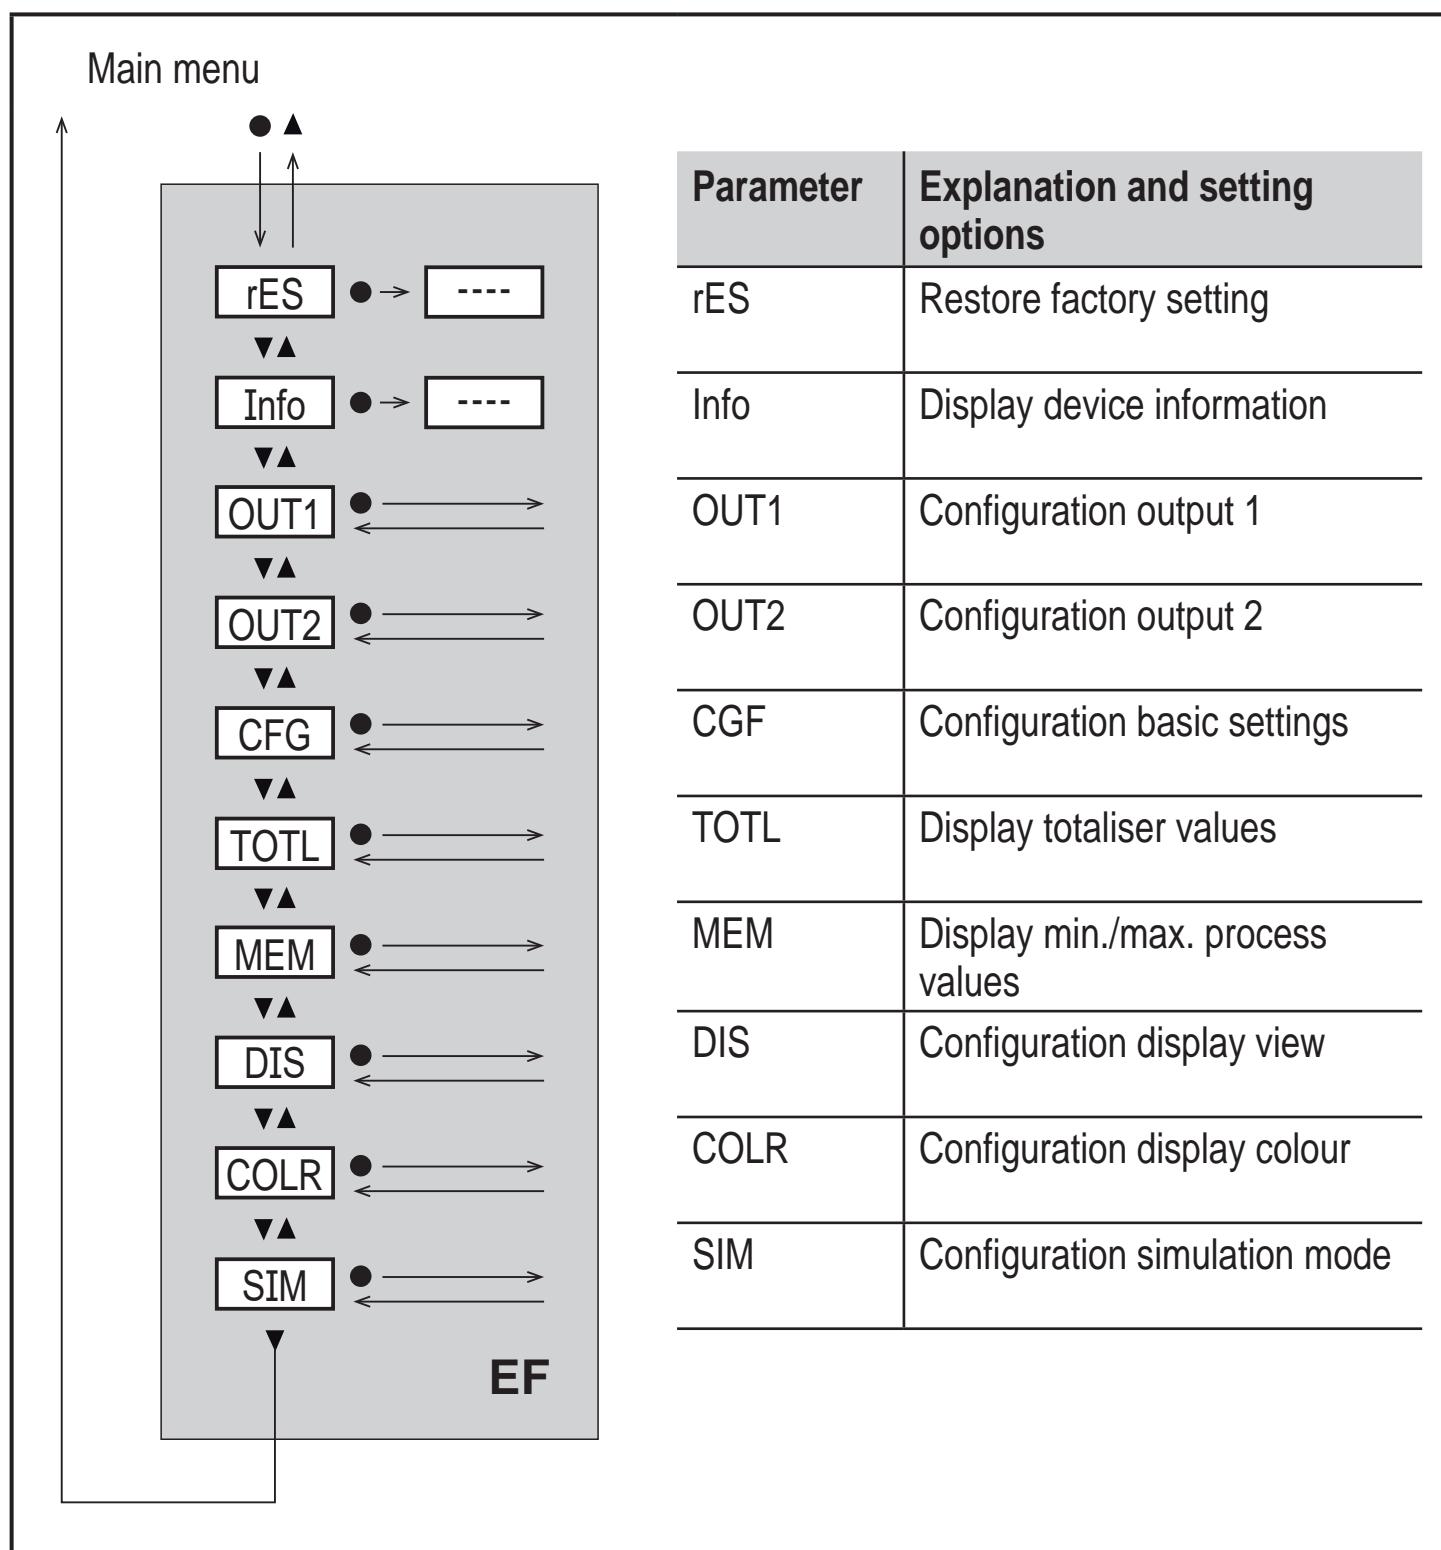 Main menu
rES
----
Info
----
OUT1
OUT2
CFG
TOTL
MEM
DIS
COLR
SIM
EF
Parameter
Explanation and setting
options
rES
Restore factory setting
Info
Display device information
OUT1
Configuration output 1
OUT2
Configuration output 2
CGF
Configuration basic settings
TOTL
Display totaliser values
MEM
Display min./max. process
values
DIS
Configuration display view
COLR
Configuration display colour
SIM
Configuration simulation mode